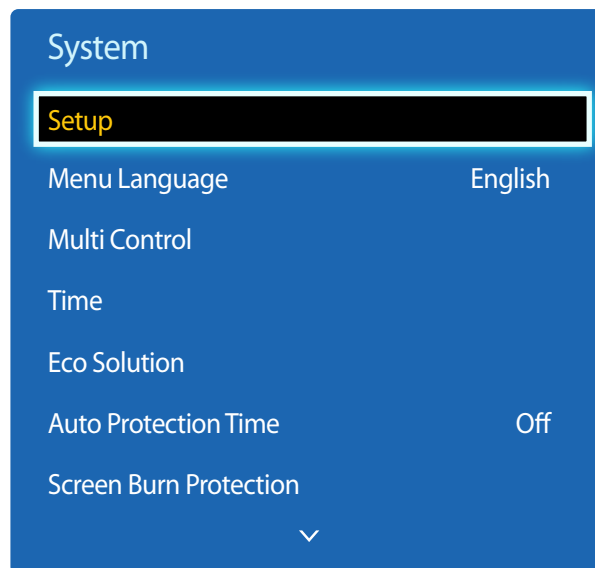 System
Setup
Menu Language English
Multi Control
Time
Eco Solution
Auto Protection Time Off
Screen Burn Protection